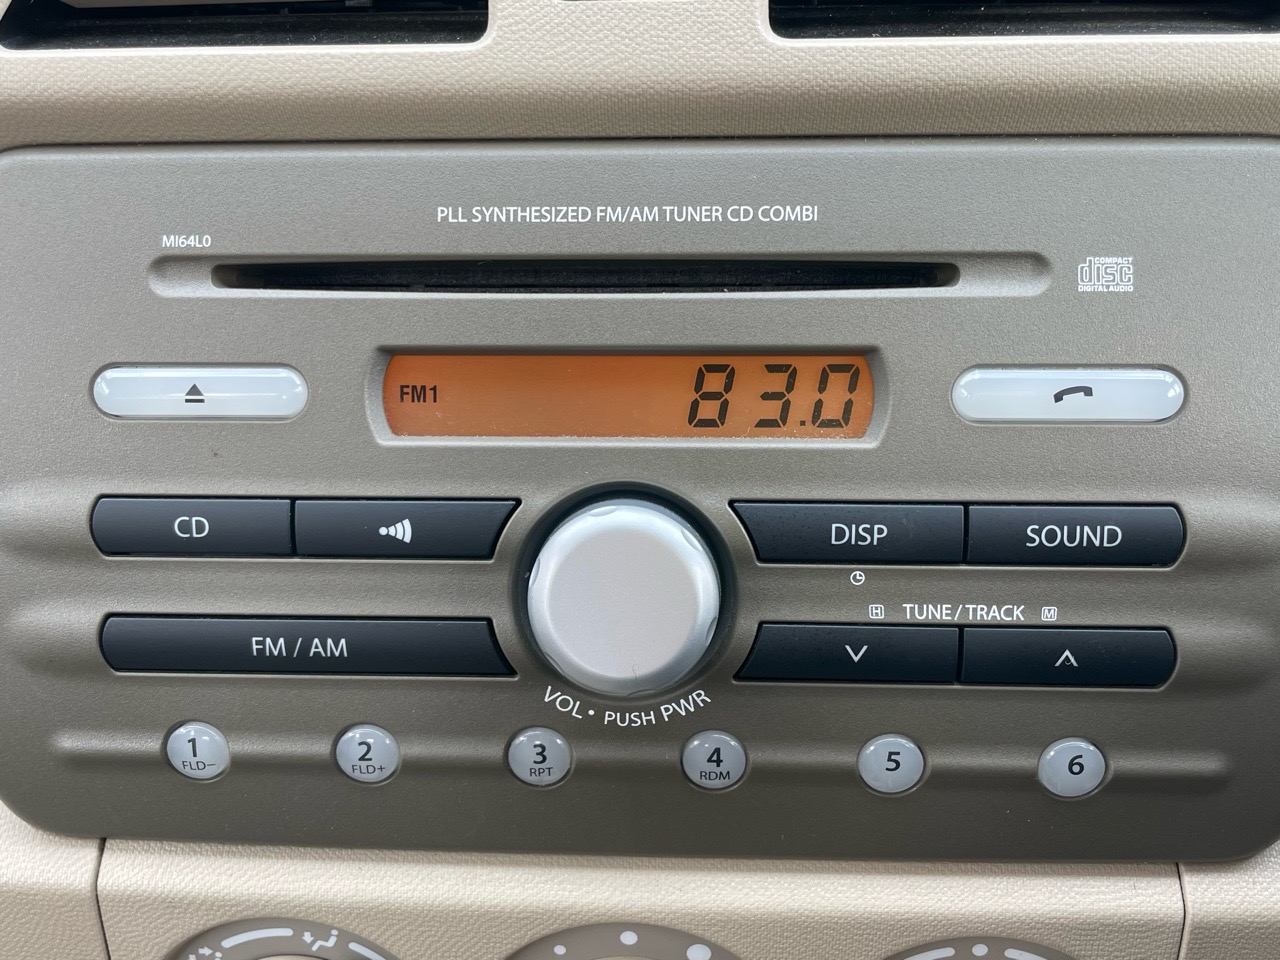 PLL SYNTHESIZED FM/AM TUNER CD COMBI
MI64L0
COMPACT
disc
DIGITAL AUDIO
FM1
83.0
CD
DISP
SOUND
H TUNE/TRACK M
FM / AM
VOL • PUSH PWR
1
FLD−
2
FLD+
3
RPT
4
RDM
5
6